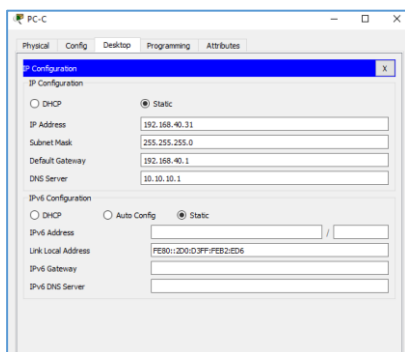 PC-C
Physical Config Desktop Programming Attributes
IP Configuration X
IP Configuration
DHCP Static
IP Address 192.168.40.31
Subnet Mask 255.255.255.0
Default Gateway 192.168.40.1
DNS Server 10.10.10.1
IPv6 Configuration
DHCP Auto Config Static
IPv6 Address /
Link Local Address FE80::2D0:D3FF:FEB2:ED6
IPv6 Gateway
IPv6 DNS Server